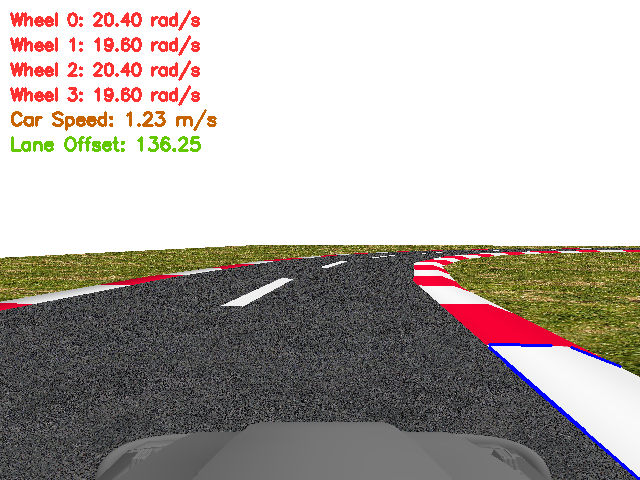 Wheel 0: 20.40 rad/s
Wheel 1: 19.60 rad/s
Wheel 2: 20.40 rad/s
Wheel 3: 19.60 rad/s
Car Speed: 1.23 m/s
Lane Offset: 136.25